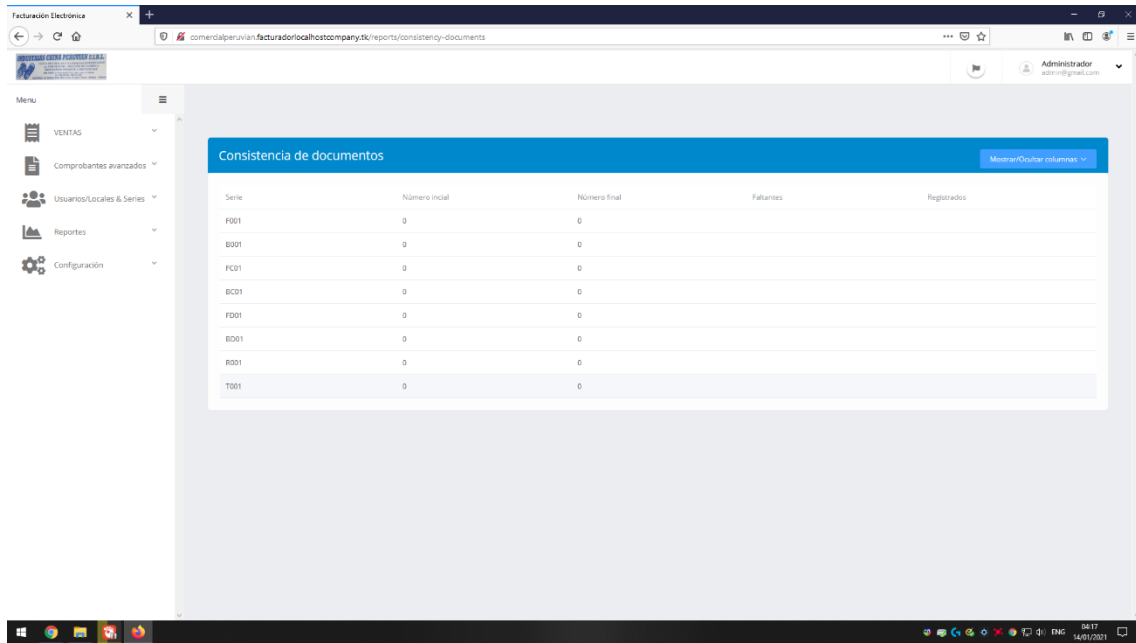 Facturación Electrónica
comercialperuvian.facturadorlocalhostcompany.tk/reports/consistency-documents
INDUSTRIAS CHINA PERUVIAN E.I.R.L.
Administrador
admin@gmail.com
Menu
VENTAS
Comprobantes avanzados
Usuarios/Locales & Series
Reportes
Configuración
Consistencia de documentos
Mostrar/Ocultar columnas
Serie Número incial Número final Faltantes Registrados
F001 0 0
B001 0 0
FC01 0 0
BC01 0 0
FD01 0 0
BD01 0 0
R001 0 0
T001 0 0
ENG
04:17
14/01/2021